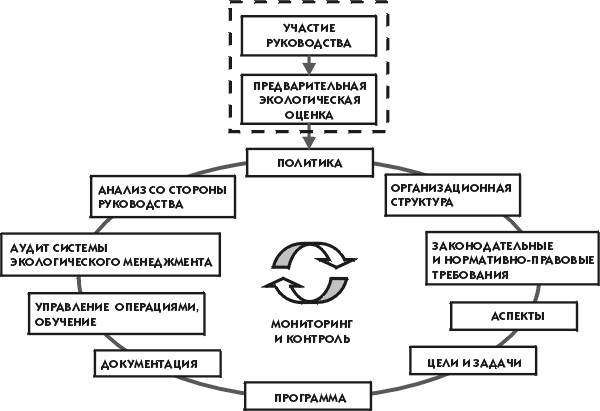 УЧАСТИЕ
РУКОВОДСТВА
ПРЕДВАРИТЕЛЬНАЯ
ЭКОЛОГИЧЕСКАЯ
ОЦЕНКА
ПОЛИТИКА
АНАЛИЗ СО СТОРОНЫ
РУКОВОДСТВА
ОРГАНИЗАЦИОННАЯ
СТРУКТУРА
АУДИТ СИСТЕМЫ
ЭКОЛОГИЧЕСКОГО МЕНЕДЖМЕНТА
ЗАКОНОДАТЕЛЬНЫЕ
И НОРМАТИВНО-ПРАВОВЫЕ
ТРЕБОВАНИЯ
УПРАВЛЕНИЕ ОПЕРАЦИЯМИ,
ОБУЧЕНИЕ
МОНИТОРИНГ
И КОНТРОЛЬ
АСПЕКТЫ
ДОКУМЕНТАЦИЯ
ЦЕЛИ И ЗАДАЧИ
ПРОГРАММА